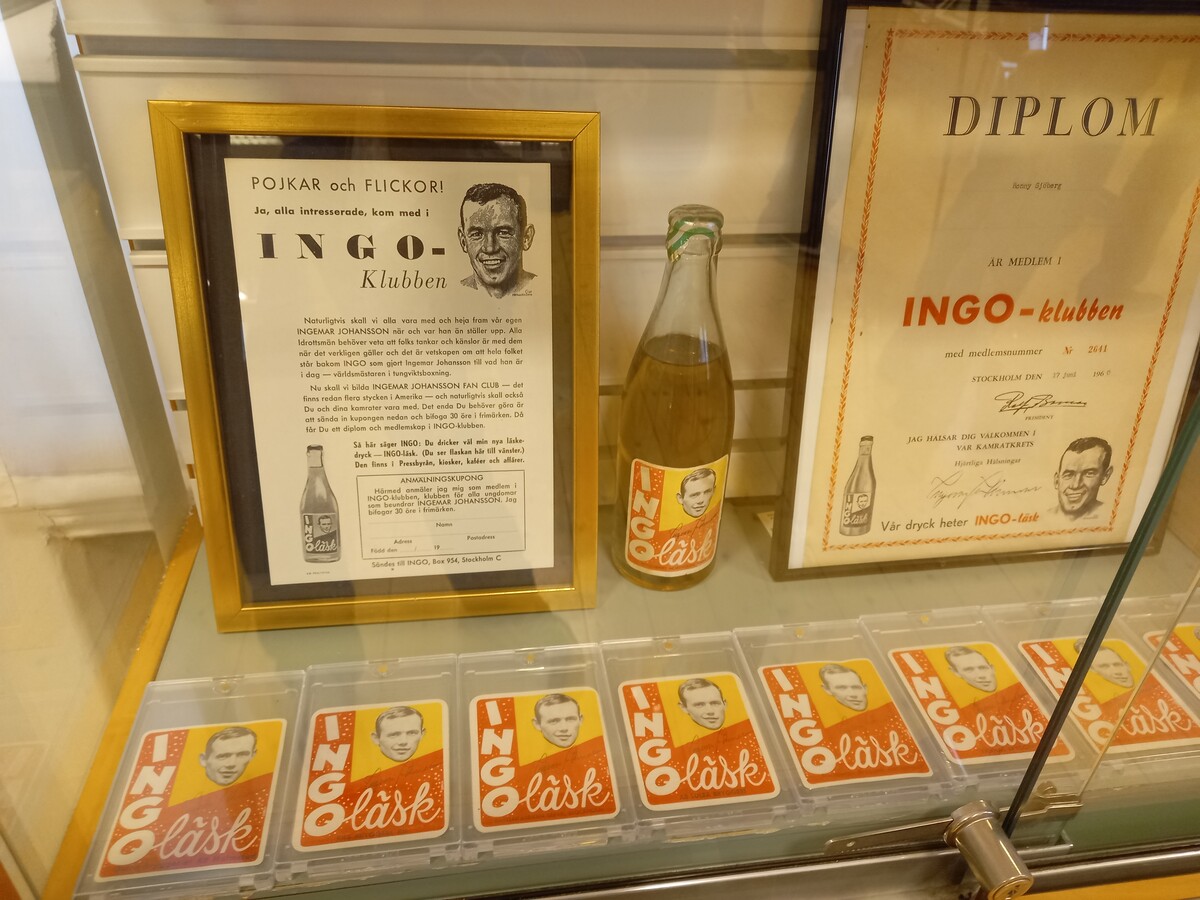 POJKAR och FLICKOR!
Ja, alla intresserade, kom med i
INGO-
Klubben
Naturligtvis skall vi alla vara med och heja fram vår egen
INGEMAR JOHANSSON när och var han än ställer upp. Alla
Idrottsmän behöver veta att folks tankar och känslor är med dem
när det verkligen gäller och det är vetskapen om att hela folket
står bakom INGO som gjort Ingemar Johansson till vad han är
i dag — världsmästaren i tungviktsboxning.
Nu skall vi bilda INGEMAR JOHANSSON FAN CLUB — det
finns redan flera stycken i Amerika — och naturligtvis skall också
Du och dina kamrater vara med. Det enda Du behöver göra är
att sända in kupongen nedan och bifoga 30 öre i frimärken. Då
får Du ett diplom och medlemskap i INGO-klubben.
Så här säger INGO: Du dricker väl min nya läske-
dryck — INGO-läsk. (Du ser flaskan här till vänster.)
Den finns i Pressbyrån, kiosker, kaféer och affärer.
ANMÄLNINGSKUPONG
Härmed anmäler jag mig som medlem i
INGO-klubben, klubben för alla ungdomar
som beundrar INGEMAR JOHANSSON. Jag
bifogar 30 öre i frimärken.
Namn
Adress Postadress
Född den / 19
Sändes till INGO, Box 954, Stockholm C
INGO läsk
INGO läsk
DIPLOM
Ronny Sjöberg
ÄR MEDLEM I
INGO-klubben
med medlemsnummer Nr 2641
STOCKHOLM DEN 17 juni 1960
PRESIDENT
JAG HÄLSAR DIG VÄLKOMMEN I
VÅR KAMRATKRETS
Hjärtliga Hälsningar
INGO läsk
Vår dryck heter INGO-läsk
INGO läsk
INGO läsk
INGO läsk
INGO läsk
INGO läsk
INGO läsk
INGO läsk
IN